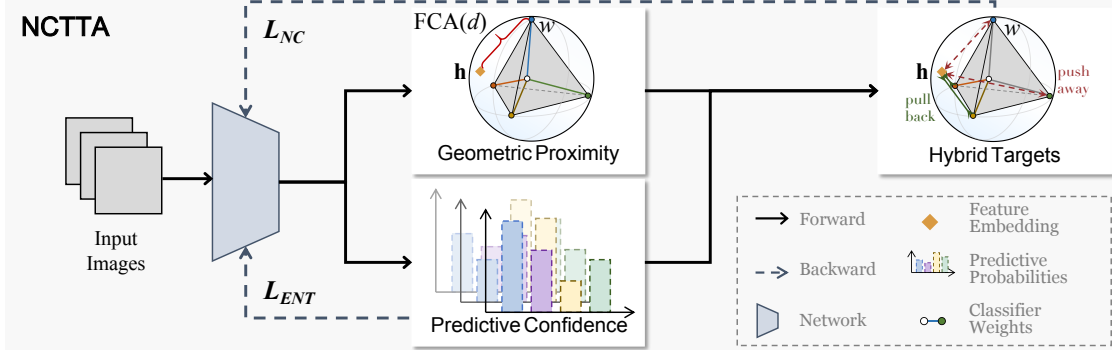 NCTTA
L_NC
FCA(d)
w
h
Geometric Proximity
w
h
push
away
pull
back
Hybrid Targets
Input
Images
L_ENT
Predictive Confidence
Forward
Feature
Embedding
Backward
Predictive
Probabilities
Network
Classifier
Weights